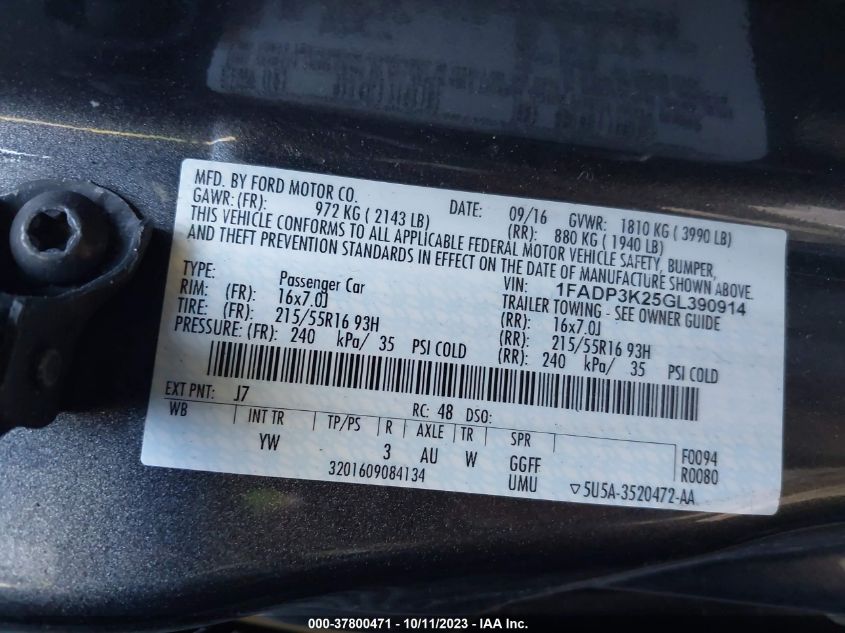 MFD. BY FORD MOTOR CO. DATE: 09/16 GVWR: 1810 KG ( 3990 LB)
GAWR: (FR): 972 KG ( 2143 LB) (RR): 880 KG ( 1940 LB)
THIS VEHICLE CONFORMS TO ALL APPLICABLE FEDERAL MOTOR VEHICLE SAFETY, BUMPER,
AND THEFT PREVENTION STANDARDS IN EFFECT ON THE DATE OF MANUFACTURE SHOWN ABOVE.
VIN: 1FADP3K25GL390914
TYPE: Passenger Car TRAILER TOWING - SEE OWNER GUIDE
RIM: (FR): 16x7.0J (RR): 16x7.0J
TIRE: (FR): 215/55R16 93H (RR): 215/55R16 93H
PRESSURE: (FR): 240 kPa/ 35 PSI COLD (RR): 240 kPa/ 35 PSI COLD
EXT PNT: J7 RC: 48 DSO:
WB INT TR TP/PS R AXLE TR SPR
YW 3 AU W GGFF F0094
3201609084134 UMU R0080
▽5U5A-3520472-AA
000-37800471 - 10/11/2023 - IAA Inc.